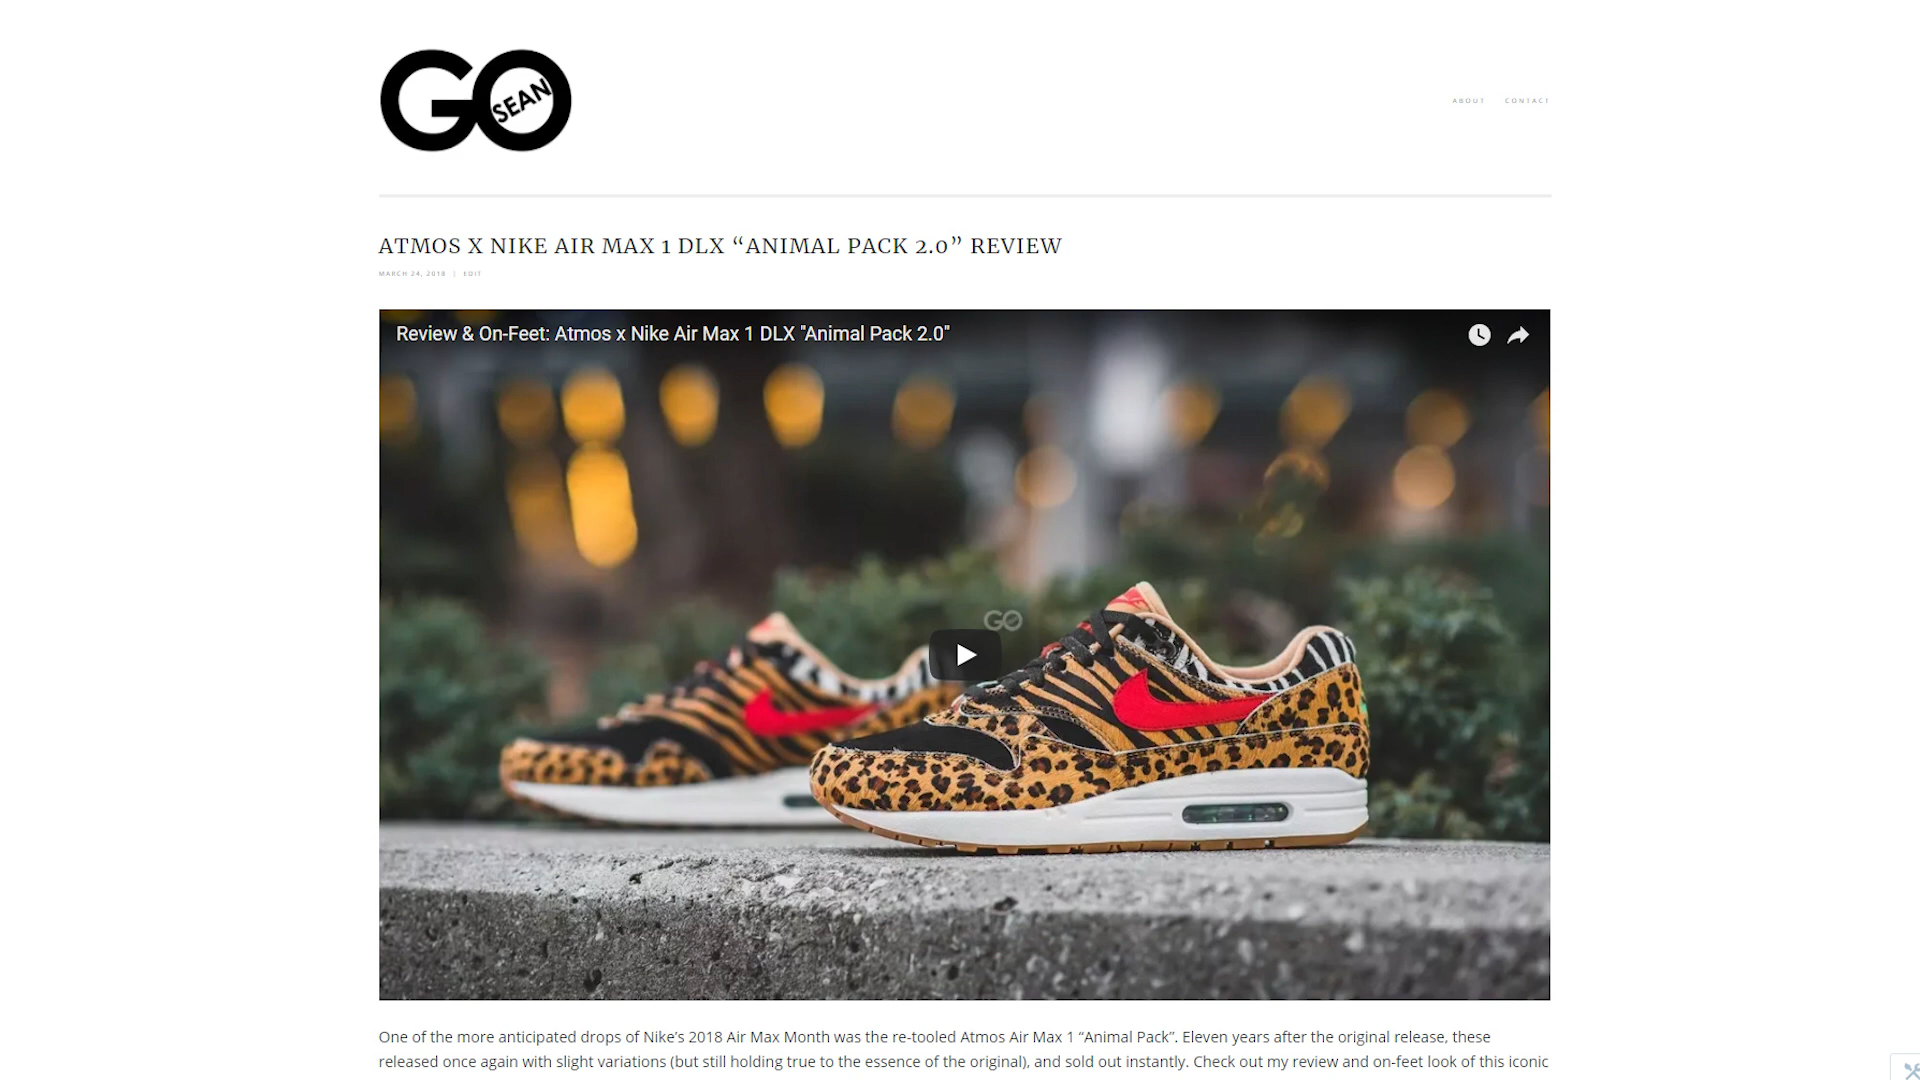 GO
SEAN
ABOUT CONTACT
ATMOS X NIKE AIR MAX 1 DLX “ANIMAL PACK 2.0” REVIEW
MARCH 24, 2018 | EDIT
Review & On-Feet: Atmos x Nike Air Max 1 DLX "Animal Pack 2.0"
GO
One of the more anticipated drops of Nike’s 2018 Air Max Month was the re-tooled Atmos Air Max 1 “Animal Pack”. Eleven years after the original release, these
released once again with slight variations (but still holding true to the essence of the original), and sold out instantly. Check out my review and on-feet look of this iconic